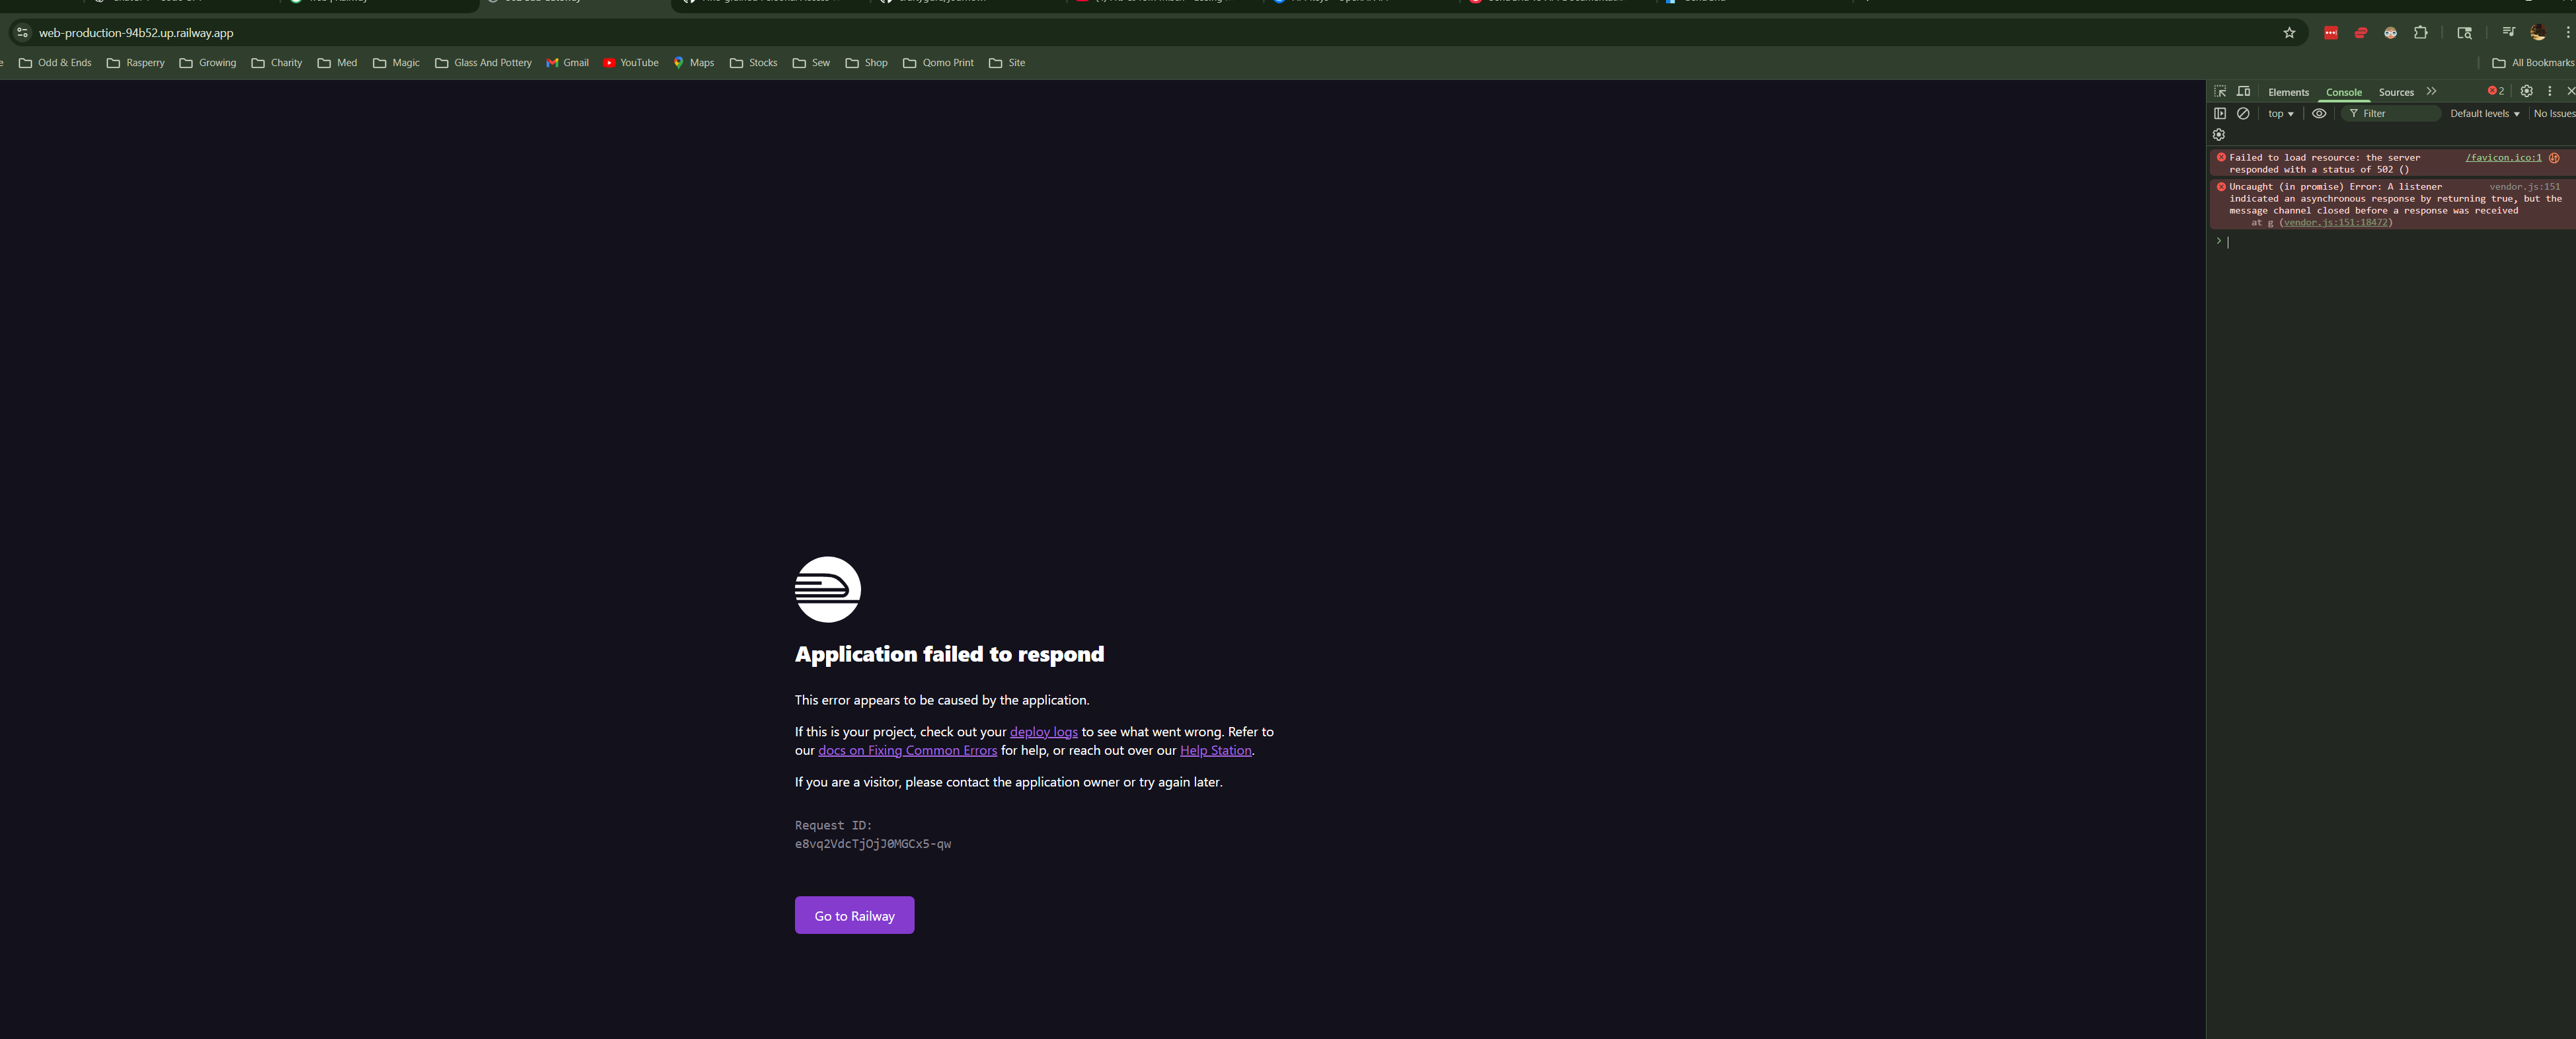 web-production-94b52.up.railway.app
Odd & Ends Rasperry Growing Charity Med Magic Glass And Pottery Gmail YouTube Maps Stocks Sew Shop Qomo Print Site All Bookmarks
Elements Console Sources 2
top Filter Default levels No Issues
Failed to load resource: the server /favicon.ico:1
responded with a status of 502 ()
Uncaught (in promise) Error: A listener vendor.js:151
indicated an asynchronous response by returning true, but the
message channel closed before a response was received
at g (vendor.js:151:18472)
Application failed to respond
This error appears to be caused by the application.
If this is your project, check out your deploy logs to see what went wrong. Refer to
our docs on Fixing Common Errors for help, or reach out over our Help Station.
If you are a visitor, please contact the application owner or try again later.
Request ID:
e8vq2VdcTjOjJ0MGCx5-qw
Go to Railway